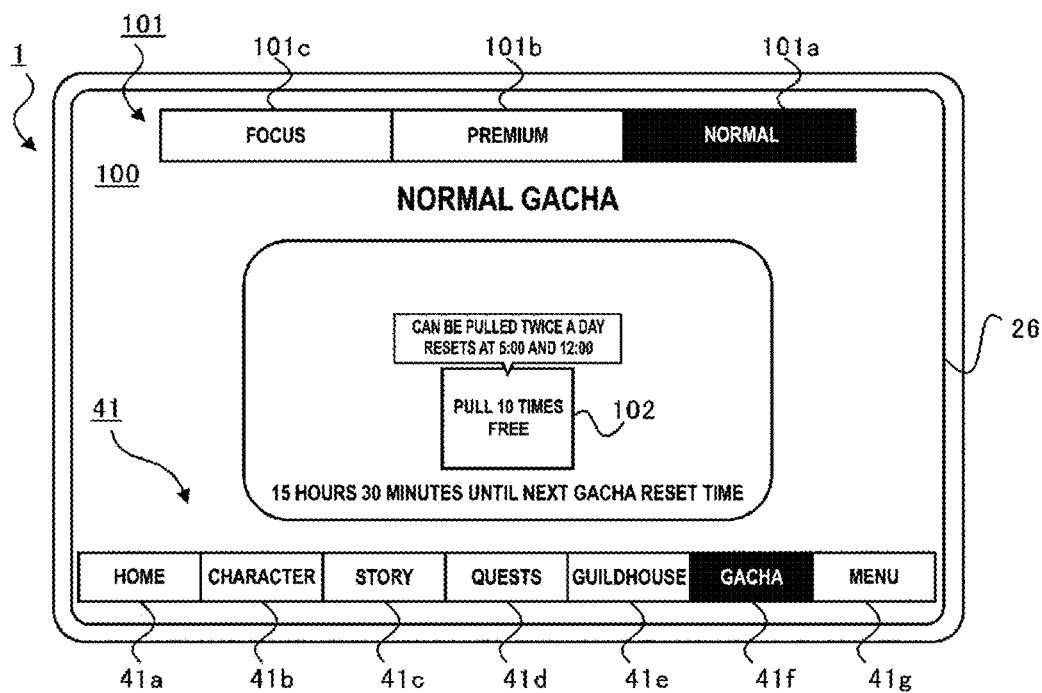 101c 101b 101a
1 101
FOCUS PREMIUM NORMAL
100
NORMAL GACHA
CAN BE PULLED TWICE A DAY
RESETS AT 5:00 AND 12:00
26
PULL 10 TIMES
FREE
102
41
15 HOURS 30 MINUTES UNTIL NEXT GACHA RESET TIME
HOME CHARACTER STORY QUESTS GUILDHOUSE GACHA MENU
41a 41b 41c 41d 41e 41f 41g